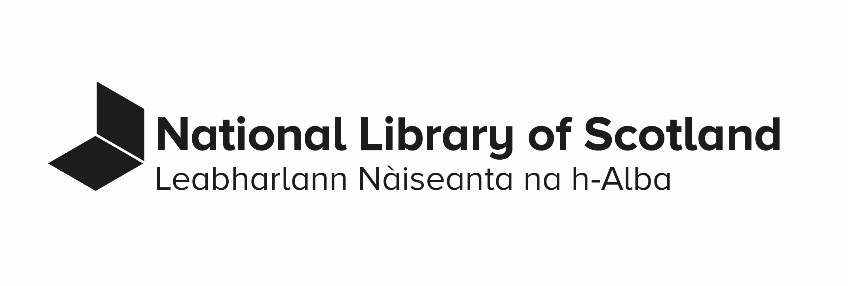 National Library of Scotland
Leabharlann Nàiseanta na h-Alba